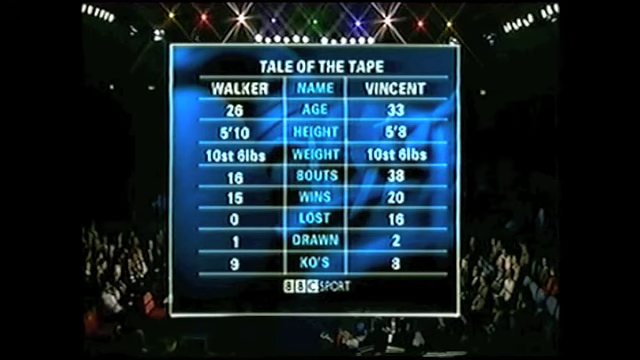 TALE OF THE TAPE
WALKER NAME VINCENT
26 AGE 33
5'10 HEIGHT 5'8
10st 6lbs WEIGHT 10st 6lbs
16 BOUTS 38
15 WINS 20
0 LOST 16
1 DRAWN 2
9 KO'S 8
BBC SPORT